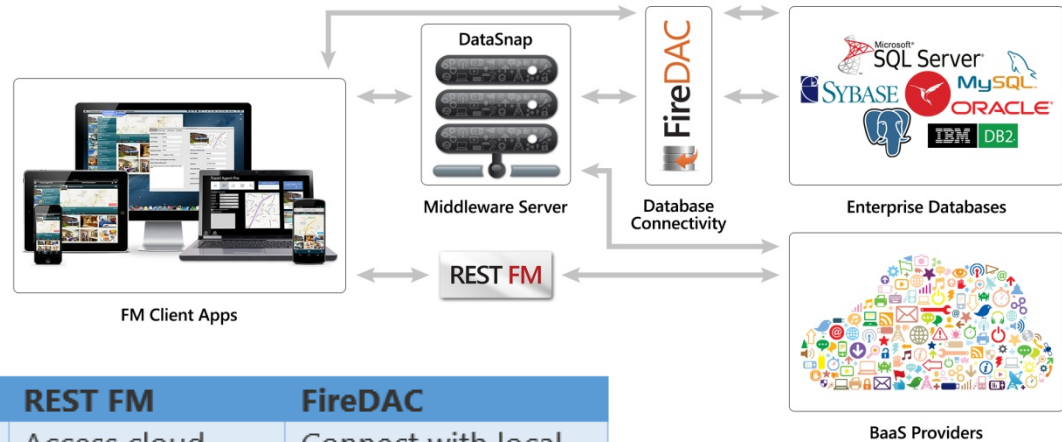 DataSnap
FireDAC
Microsoft®
SQL Server®
SYBASE
MySQL
ORACLE
IBM
DB2
Middleware Server
Database
Connectivity
Enterprise Databases
REST FM
FM Client Apps
BaaS Providers
REST FM FireDAC
Access cloud Connect with local